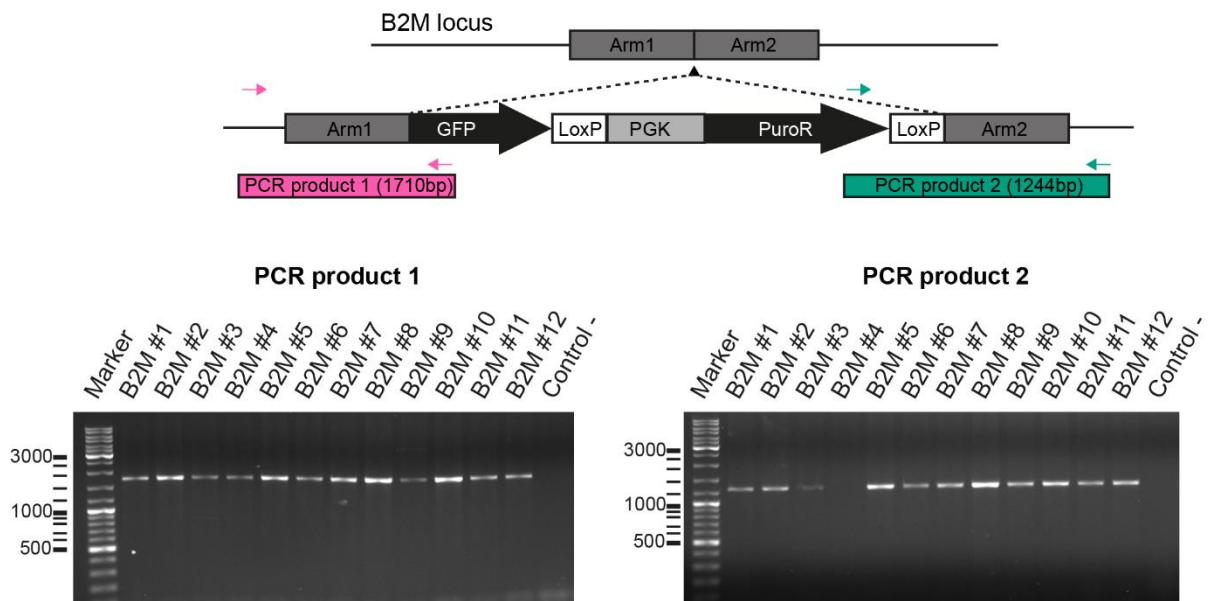 B2M locus
Arm1 Arm2
Arm1 GFP LoxP PGK PuroR LoxP Arm2
PCR product 1 (1710bp) PCR product 2 (1244bp)
PCR product 1
Marker B2M #1 B2M #2 B2M #3 B2M #4 B2M #5 B2M #6 B2M #7 B2M #8 B2M #9 B2M #10 B2M #11 B2M #12 Control -
3000
1000
500
PCR product 2
Marker B2M #1 B2M #2 B2M #3 B2M #4 B2M #5 B2M #6 B2M #7 B2M #8 B2M #9 B2M #10 B2M #11 B2M #12 Control -
3000
1000
500